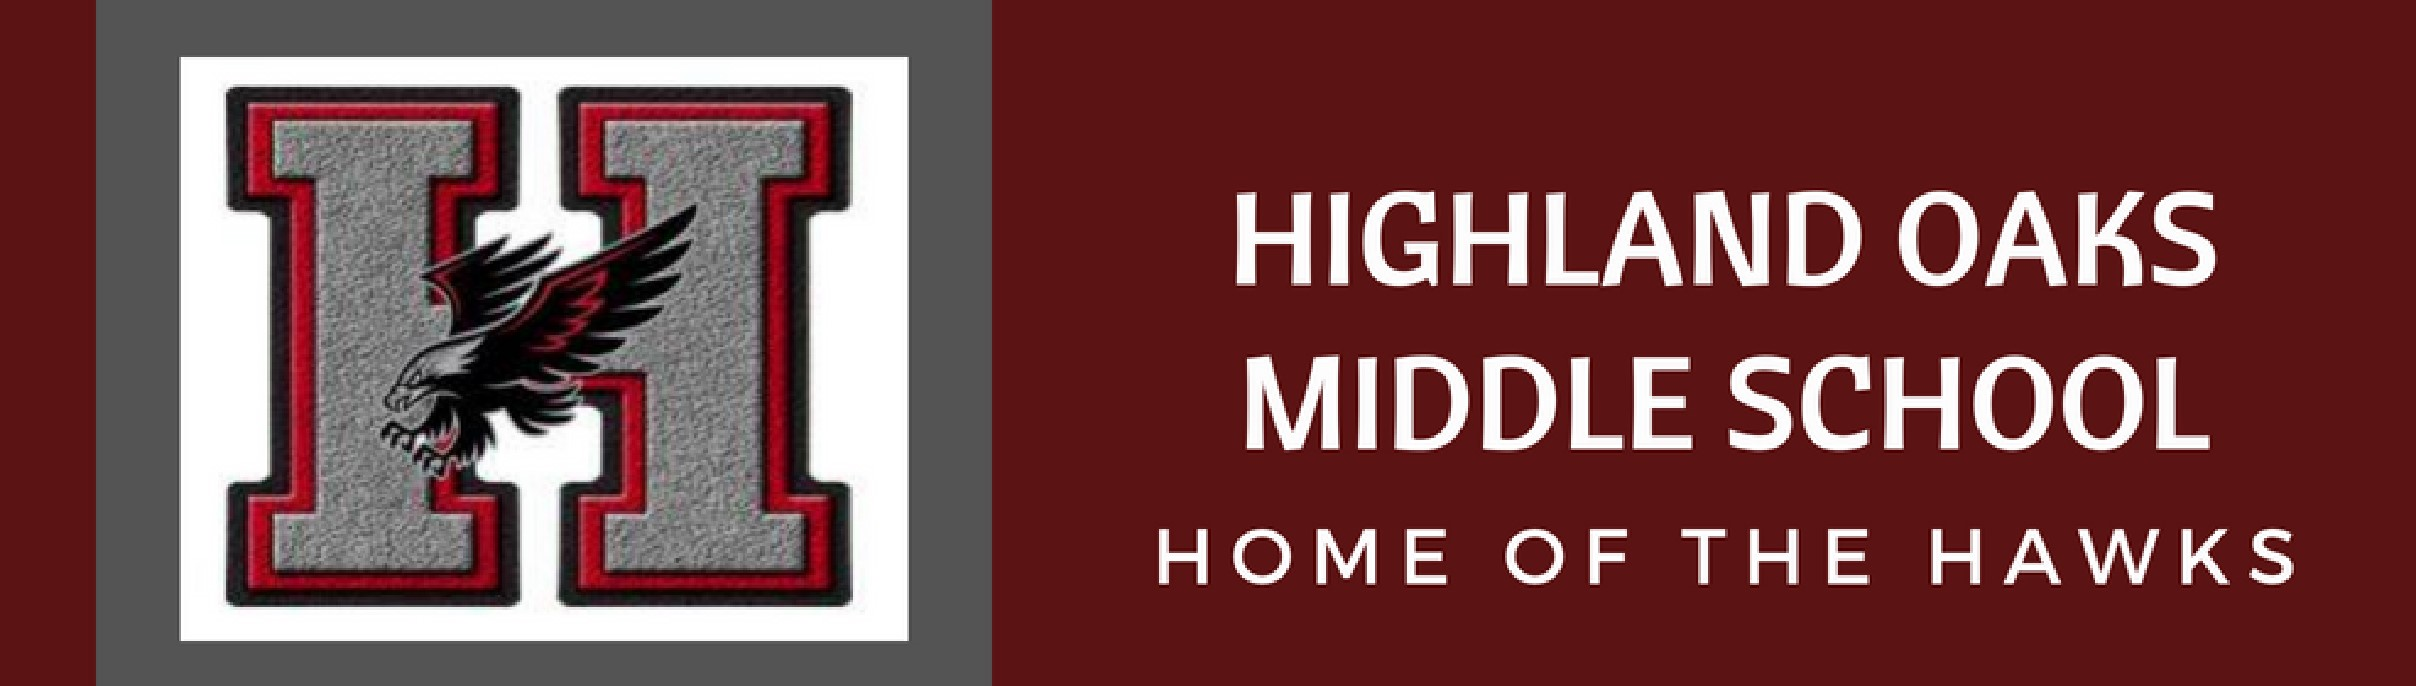 H
HIGHLAND OAKS
MIDDLE SCHOOL
HOME OF THE HAWKS